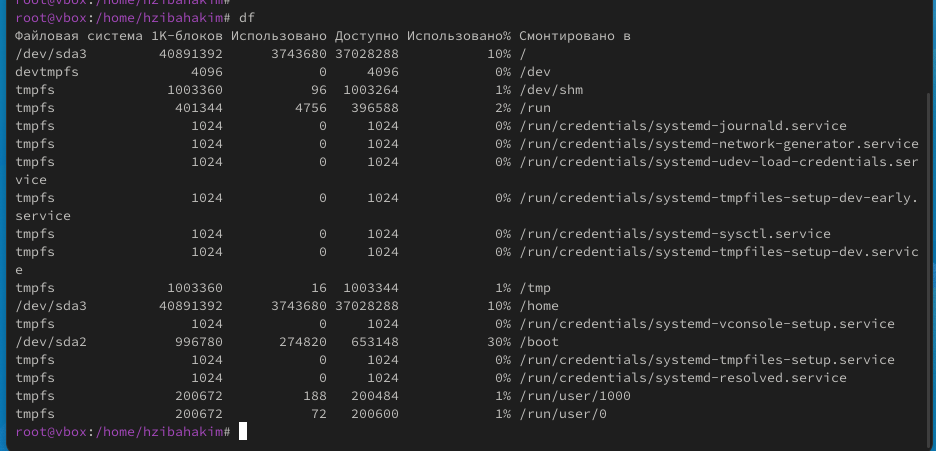 root@vbox:/home/hzibahakim#
root@vbox:/home/hzibahakim# df
Файловая система 1K-блоков Использовано Доступно Использовано% Смонтировано в
/dev/sda3         40891392      3743680 37028288           10% /
devtmpfs              4096            0     4096            0% /dev
tmpfs              1003360           96  1003264            1% /dev/shm
tmpfs               401344         4756   396588            2% /run
tmpfs                 1024            0     1024            0% /run/credentials/systemd-journald.service
tmpfs                 1024            0     1024            0% /run/credentials/systemd-network-generator.service
tmpfs                 1024            0     1024            0% /run/credentials/systemd-udev-load-credentials.ser
vice
tmpfs                 1024            0     1024            0% /run/credentials/systemd-tmpfiles-setup-dev-early.
service
tmpfs                 1024            0     1024            0% /run/credentials/systemd-sysctl.service
tmpfs                 1024            0     1024            0% /run/credentials/systemd-tmpfiles-setup-dev.servic
e
tmpfs              1003360           16  1003344            1% /tmp
/dev/sda3         40891392      3743680 37028288           10% /home
tmpfs                 1024            0     1024            0% /run/credentials/systemd-vconsole-setup.service
/dev/sda2           996780       274820   653148           30% /boot
tmpfs                 1024            0     1024            0% /run/credentials/systemd-tmpfiles-setup.service
tmpfs                 1024            0     1024            0% /run/credentials/systemd-resolved.service
tmpfs               200672          188   200484            1% /run/user/1000
tmpfs               200672           72   200600            1% /run/user/0
root@vbox:/home/hzibahakim#